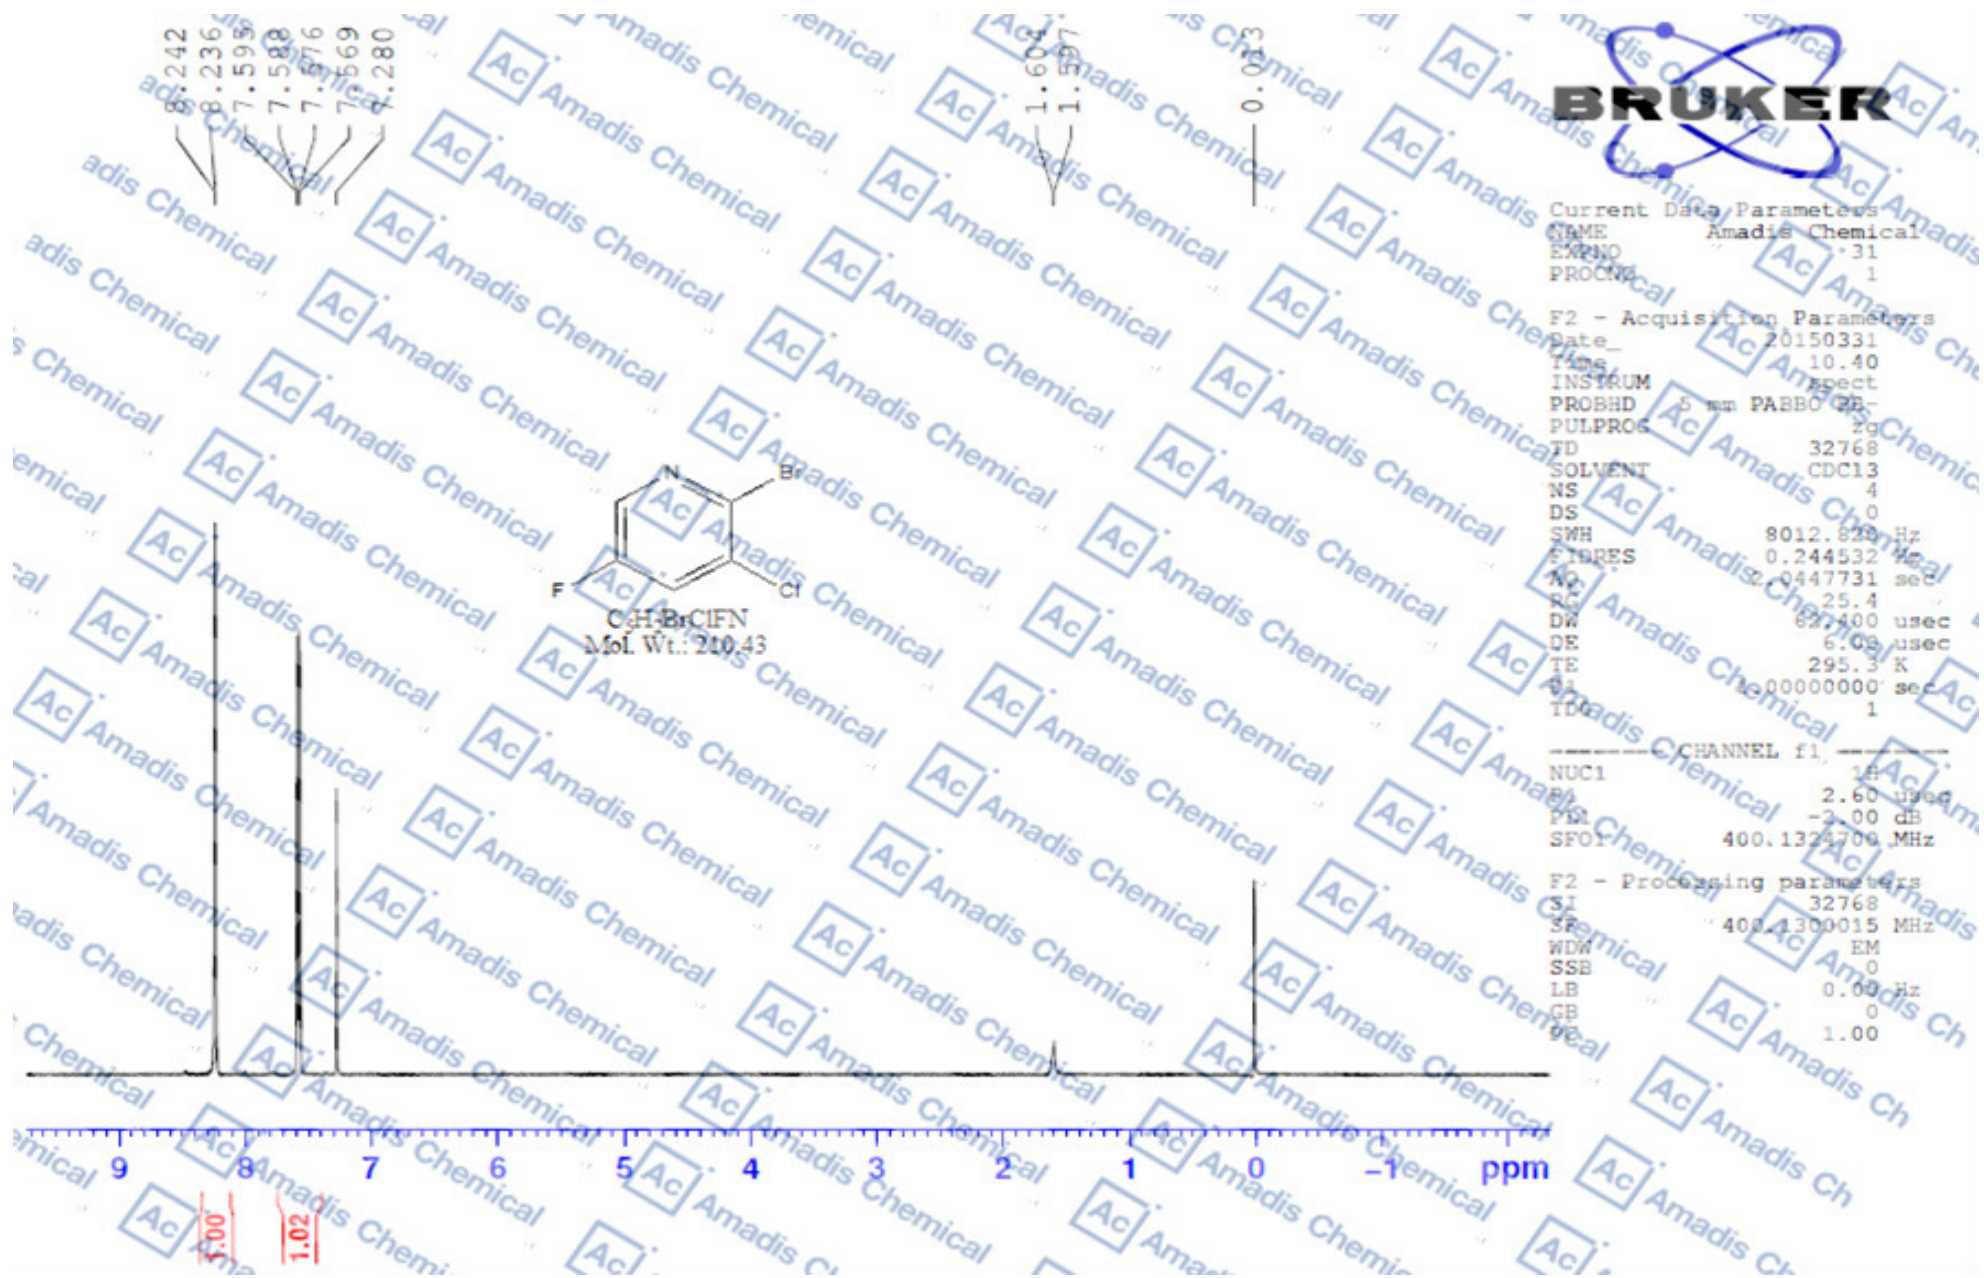 8.242
8.236
7.595
7.588
7.576
7.569
7.280
1.604
1.597
0.013
BRUKER
Current Data Parameters
NAME Amadis Chemical
EXPNO 31
PROCNO 1
F2 - Acquisition Parameters
Date_ 20150331
Time 10.40
INSTRUM spect
PROBHD 5 mm PABBO BB-
PULPROG zg
TD 32768
SOLVENT CDCl3
NS 4
DS 0
SWH 8012.820 Hz
FIDRES 0.244532 Hz
AQ 2.0447731 sec
RG 25.4
DW 62.400 usec
DE 6.00 usec
TE 295.3 K
D1 1.00000000 sec
TD0 1
CHANNEL f1
NUC1 1H
P1 2.60 usec
PL1 -2.00 dB
SFO1 400.1324700 MHz
F2 - Processing parameters
SI 32768
SF 400.1300015 MHz
WDW EM
SSB 0
LB 0.00 Hz
GB 0
PC 1.00
N
Br
F
Cl
C5H2BrClFN
Mol. Wt.: 210.43
9 8 7 6 5 4 3 2 1 0 -1 ppm
1.00
1.02
Ac Amadis Chemical